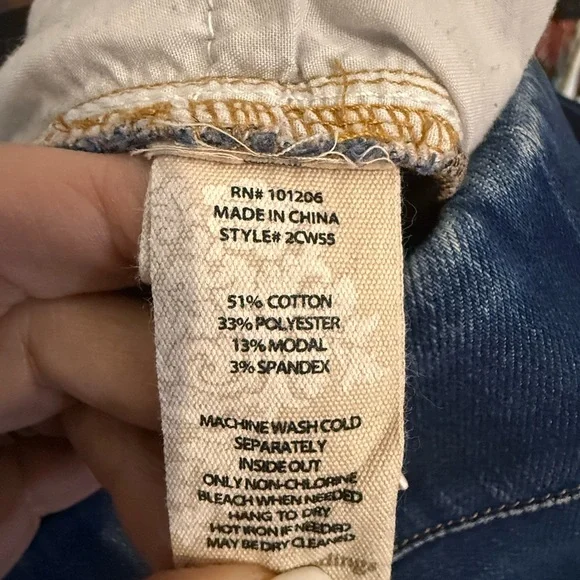 RN# 101206
MADE IN CHINA
STYLE# 2CW55
51% COTTON
33% POLYESTER
13% MODAL
3% SPANDEX
MACHINE WASH COLD
SEPARATELY
INSIDE OUT
ONLY NON-CHLORINE
BLEACH WHEN NEEDED
HANG TO DRY
HOT IRON IF NEEDED
MAY BE DRY CLEANED